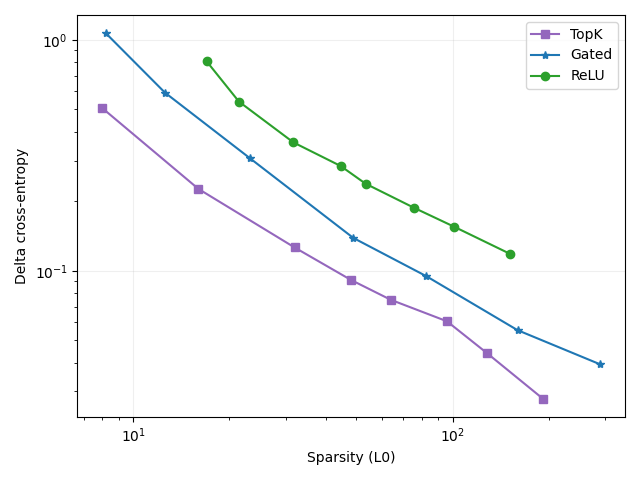 TopK
Gated
ReLU
Delta cross-entropy
10⁰
10⁻¹
10¹
10²
Sparsity (L0)